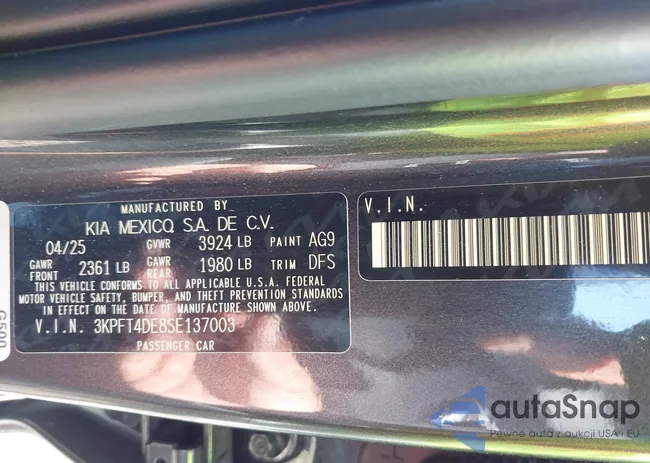 MANUFACTURED BY
KIA MEXICO, S.A. DE C.V.
04/25 GVWR 3924 LB PAINT AG9
GAWR FRONT 2361 LB GAWR REAR 1980 LB TRIM DFS
THIS VEHICLE CONFORMS TO ALL APPLICABLE U.S.A. FEDERAL
MOTOR VEHICLE SAFETY, BUMPER, AND THEFT PREVENTION STANDARDS
IN EFFECT ON THE DATE OF MANUFACTURE SHOWN ABOVE.
V.I.N. 3KPFT4DE8SE137003
PASSENGER CAR
V.I.N.
G500
autaSnap
Pewne auta z aukcji USA i EU